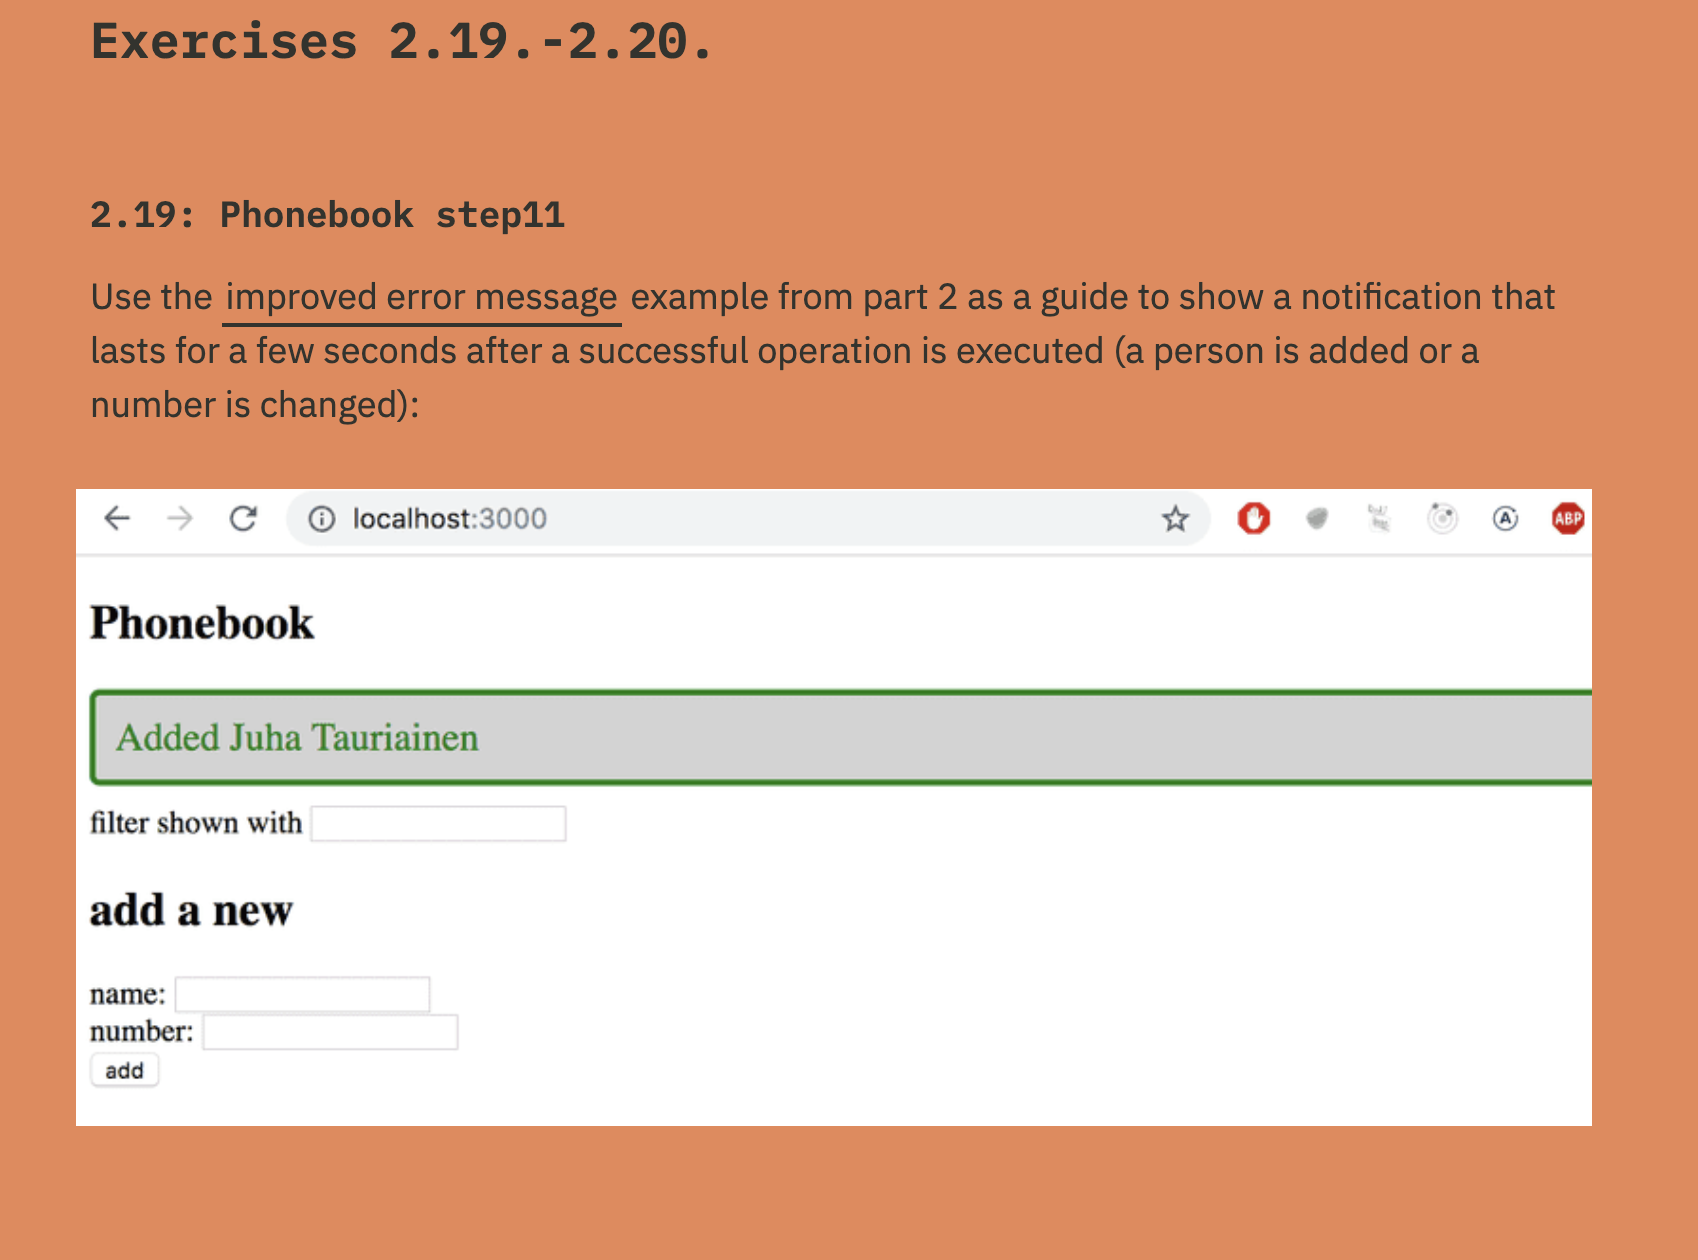 Exercises 2.19.-2.20.
2.19: Phonebook step11
Use the improved error message example from part 2 as a guide to show a notification that
lasts for a few seconds after a successful operation is executed (a person is added or a
number is changed):
localhost:3000
A
ABP
Phonebook
Added Juha Tauriainen
filter shown with
add a new
name:
number:
add